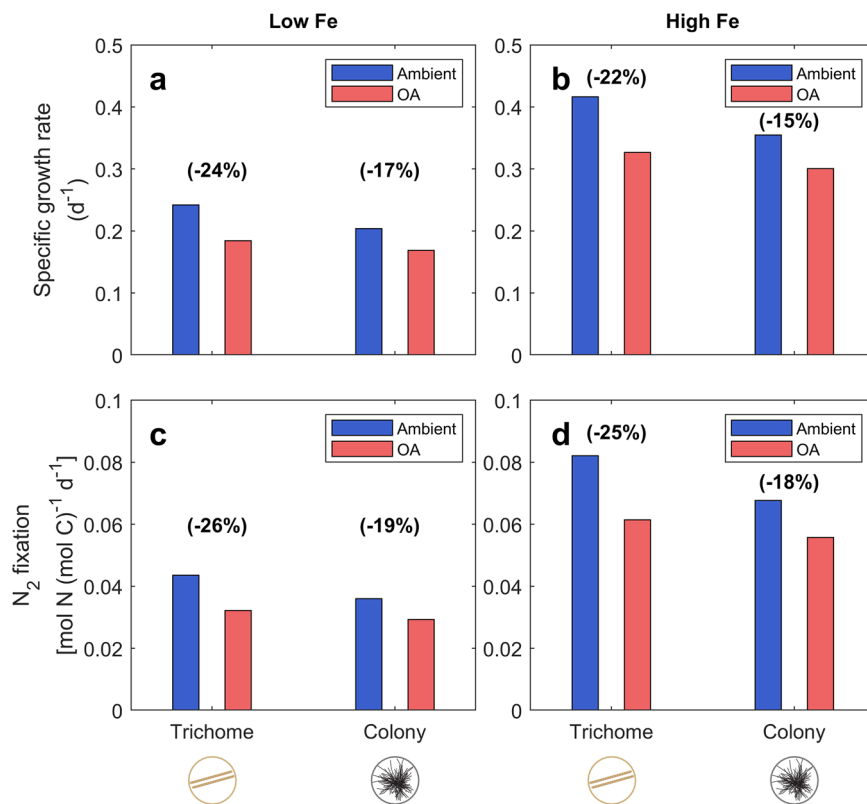 Low Fe
High Fe
Specific growth rate
(d⁻¹)
0.5
0.4
0.3
0.2
0.1
0
a
Ambient
OA
(-24%)
(-17%)
0.5
0.4
0.3
0.2
0.1
0
b
(-22%)
Ambient
OA
(-15%)
N₂ fixation
[mol N (mol C)⁻¹ d⁻¹]
0.1
0.08
0.06
0.04
0.02
0
c
Ambient
OA
(-26%)
(-19%)
Trichome
Colony
0.1
0.08
0.06
0.04
0.02
0
d
(-25%)
Ambient
OA
(-18%)
Trichome
Colony